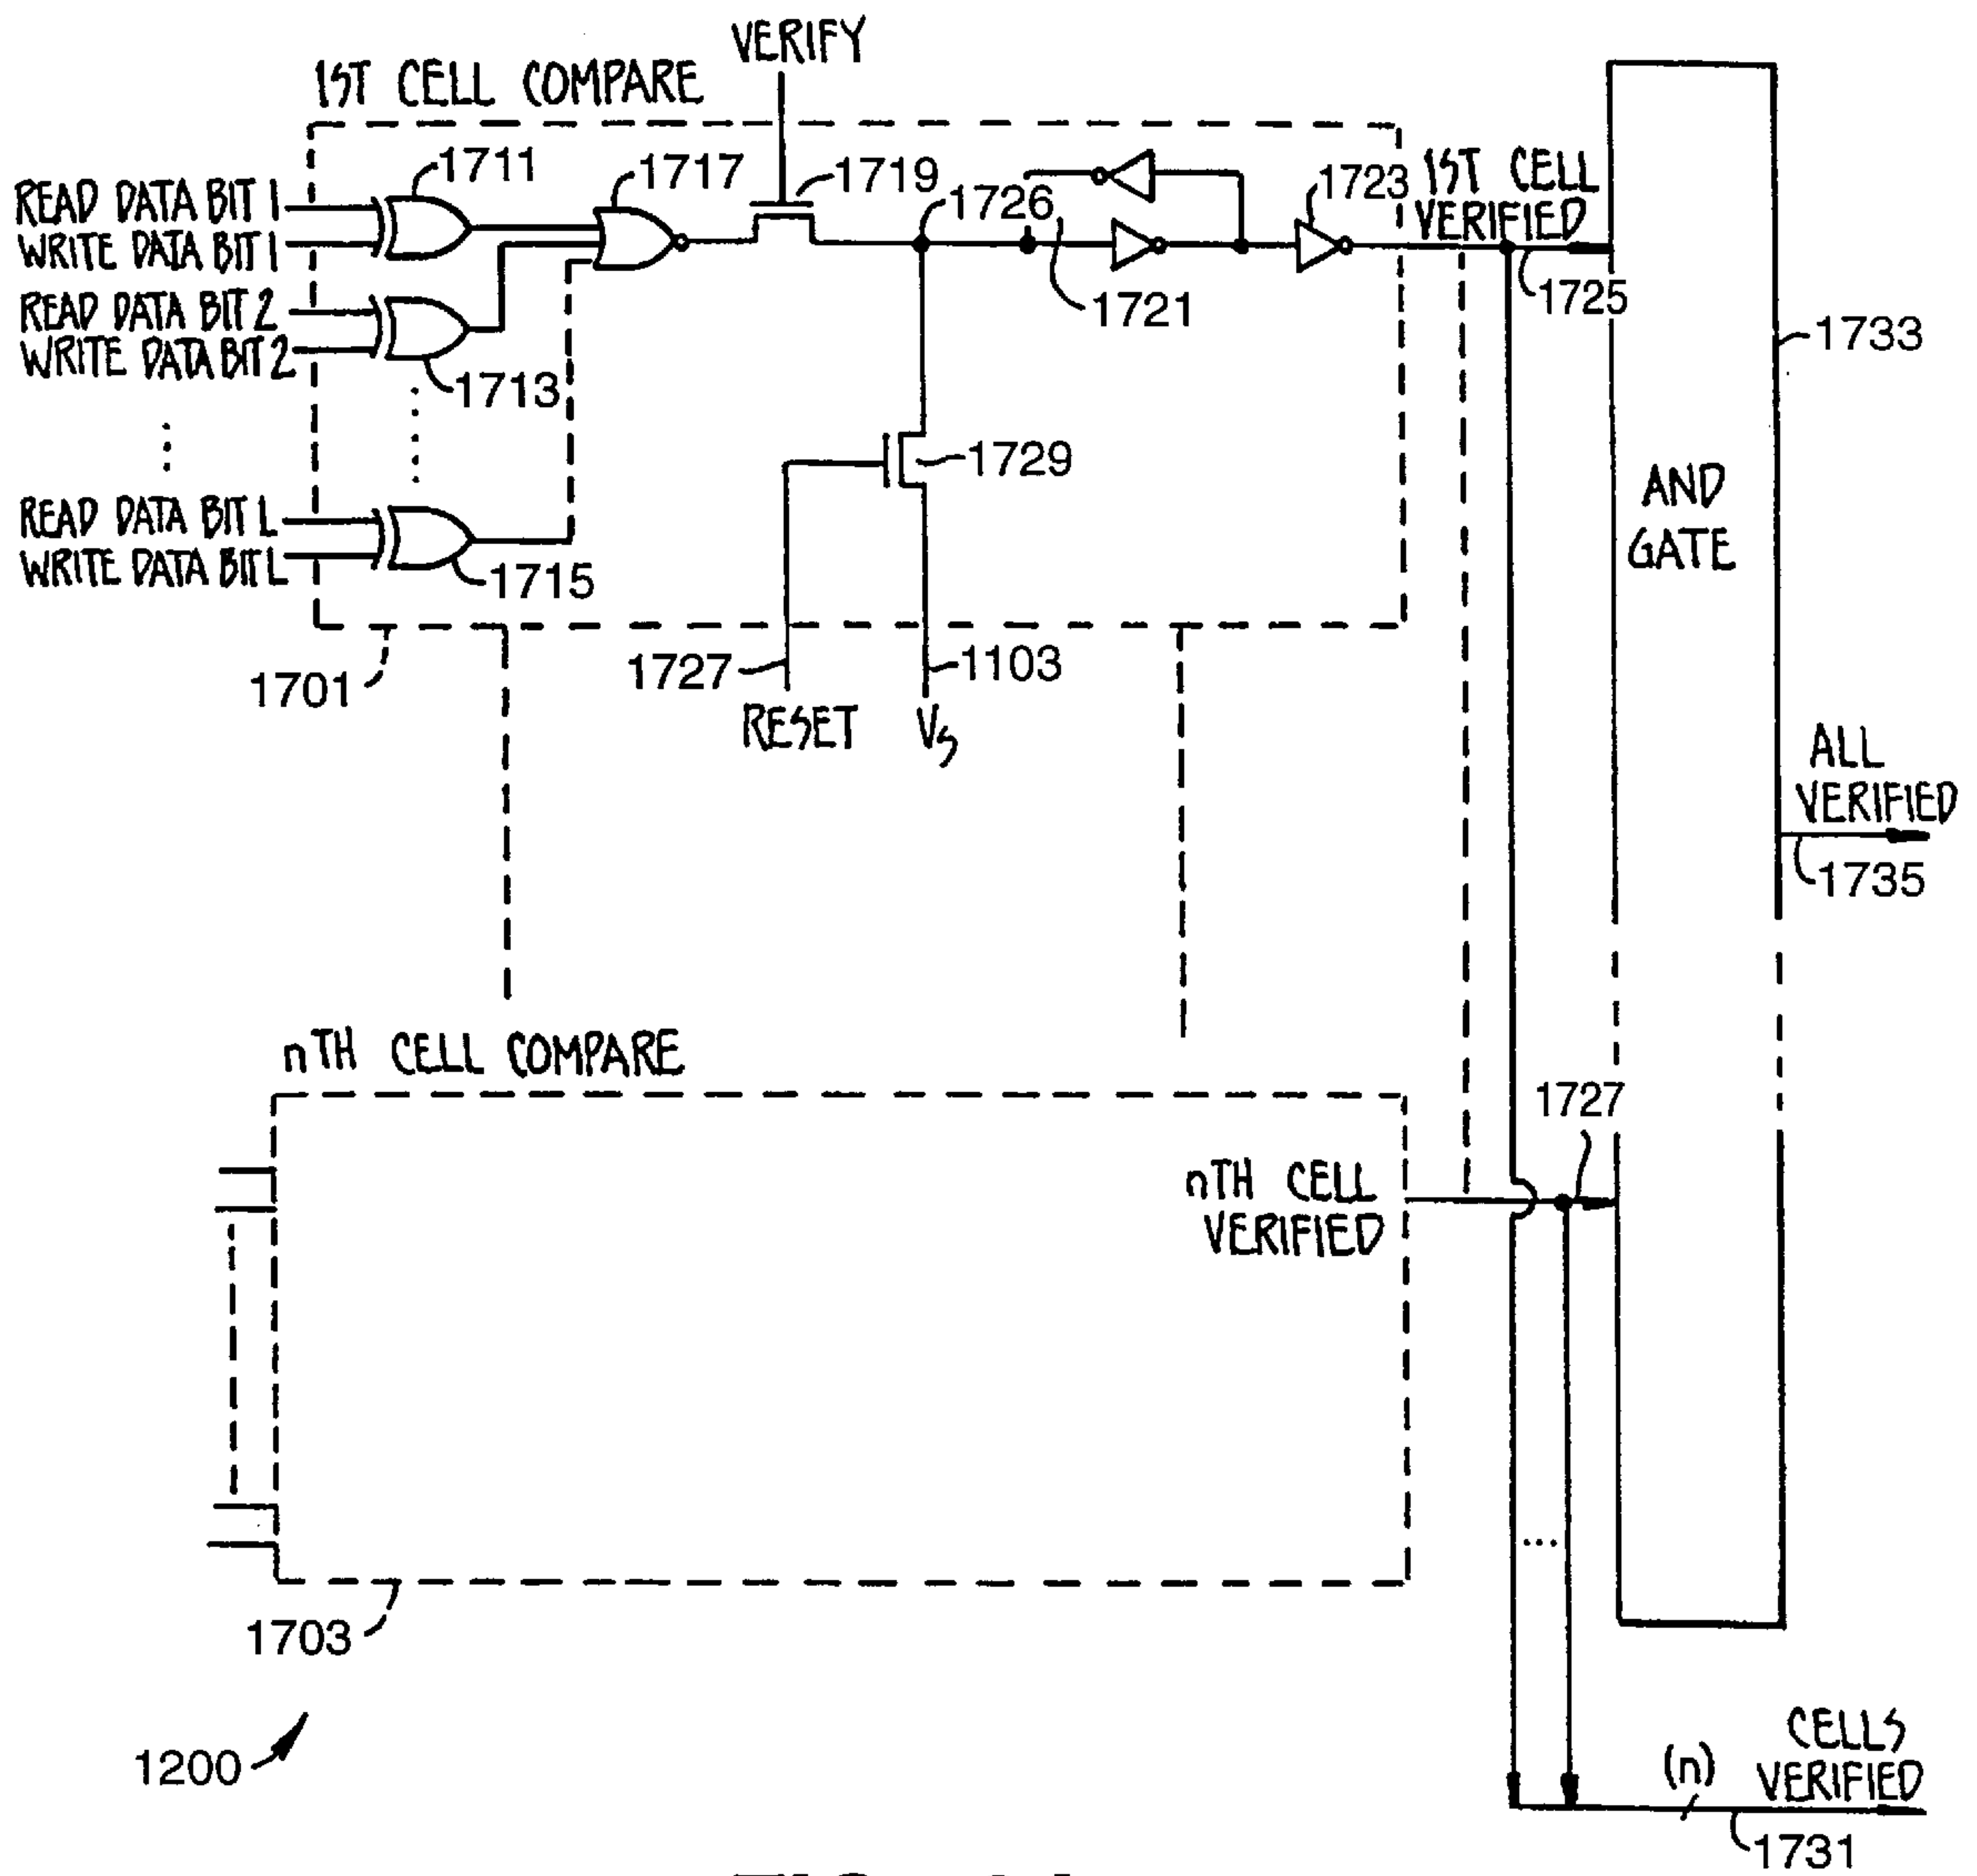 VERIFY
1ST CELL COMPARE
1711
1717
1719
1726
1723
1ST CELL
VERIFIED
READ DATA BIT 1
WRITE DATA BIT 1
1721
1725
READ DATA BIT 2
WRITE DATA BIT 2
1713
1733
1729
AND
GATE
READ DATA BIT L
WRITE DATA BIT L
1715
1701
1727
1103
RESET
VS
ALL
VERIFIED
1735
nTH CELL COMPARE
1727
nTH CELL
VERIFIED
...
1703
1200
(n)
CELLS
VERIFIED
1731